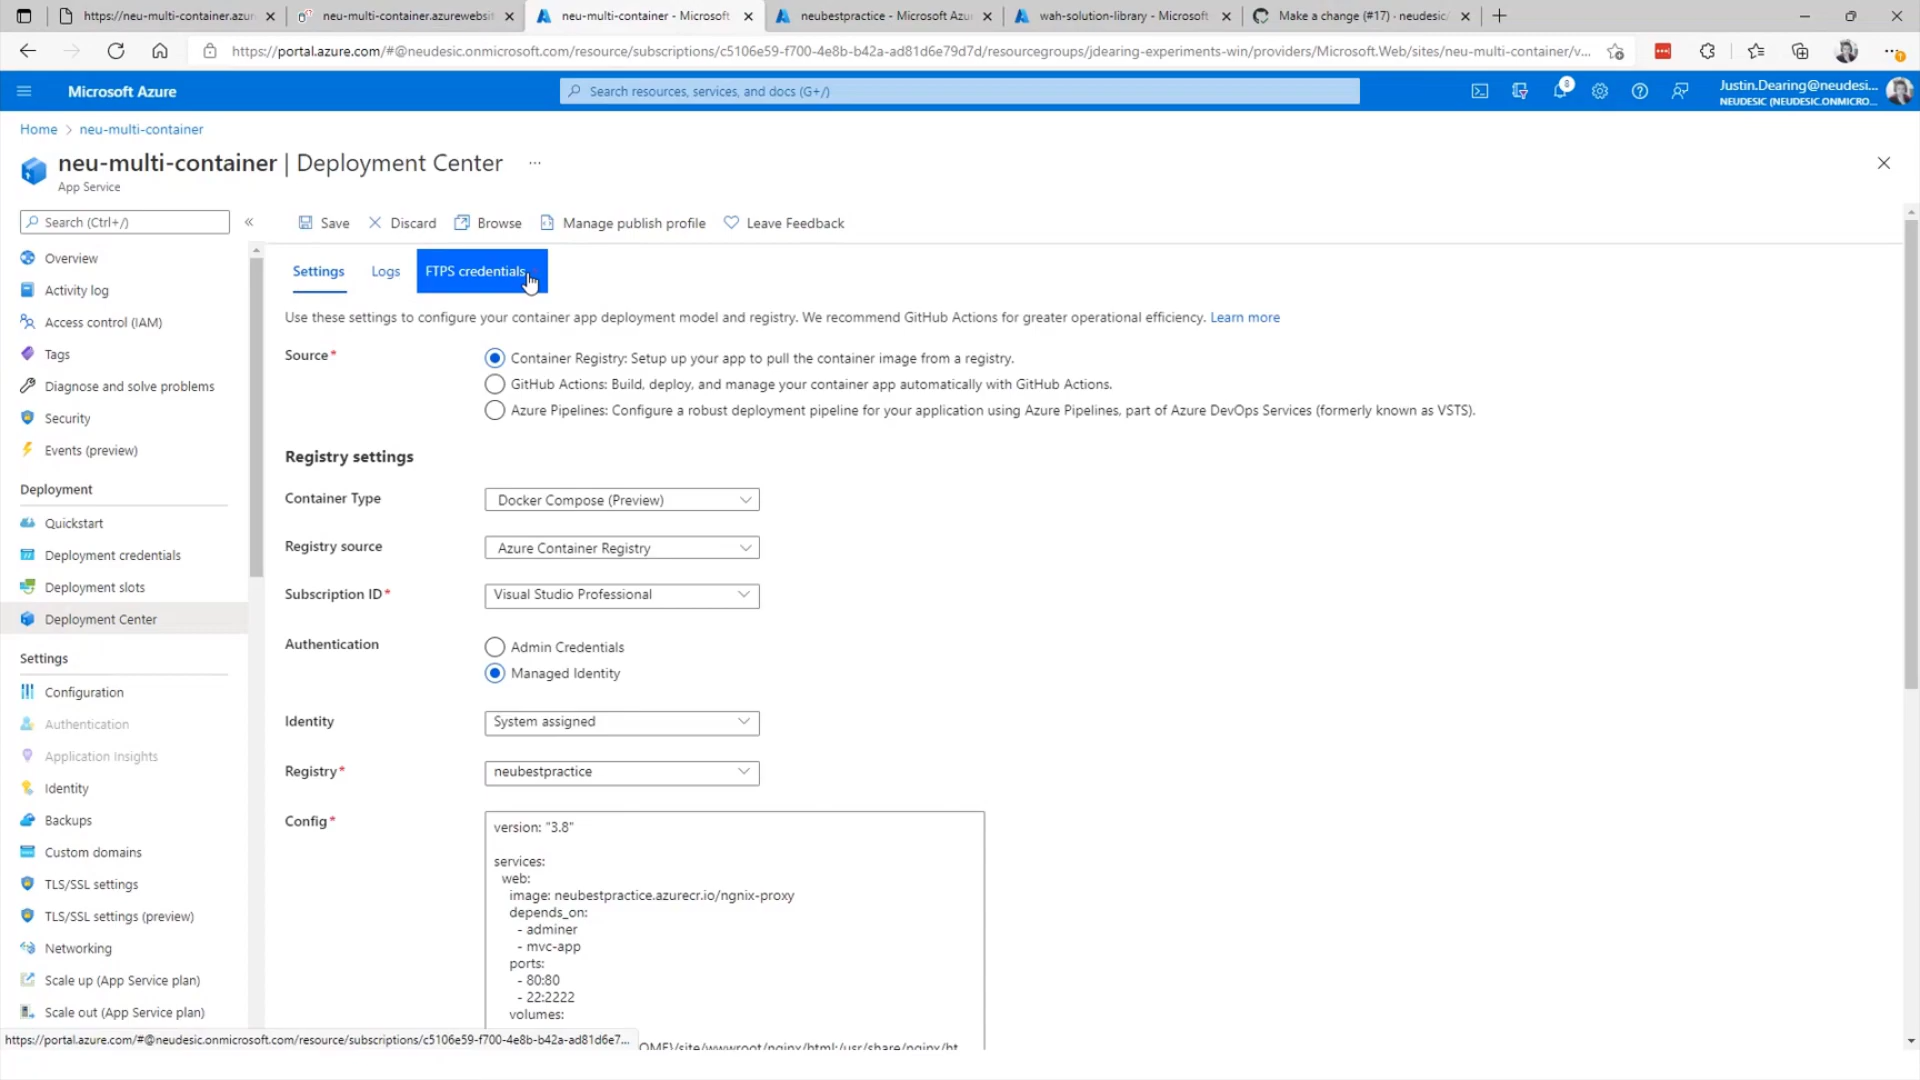 https://neu-multi-container.azur
neu-multi-container.azurewebsit
neu-multi-container - Microsoft
neubestpractice - Microsoft Azu
wah-solution-library - Microsoft
Make a change (#17) · neudesic/
https://portal.azure.com/#@neudesic.onmicrosoft.com/resource/subscriptions/c5106e59-f700-4e8b-b42a-ad81d6e79d7d/resourcegroups/jdearing-experiments-win/providers/Microsoft.Web/sites/neu-multi-container/v...
Microsoft Azure
Search resources, services, and docs (G+/)
8
Justin.Dearing@neudesi...
NEUDESIC (NEUDESIC.ONMICRO...
Home > neu-multi-container
neu-multi-container | Deployment Center ...
App Service
Search (Ctrl+/)
«
Save
Discard
Browse
Manage publish profile
Leave Feedback
Overview
Activity log
Access control (IAM)
Tags
Diagnose and solve problems
Security
Events (preview)
Deployment
Quickstart
Deployment credentials
Deployment slots
Deployment Center
Settings
Configuration
Authentication
Application Insights
Identity
Backups
Custom domains
TLS/SSL settings
TLS/SSL settings (preview)
Networking
Scale up (App Service plan)
Scale out (App Service plan)
Settings
Logs
FTPS credentials
Use these settings to configure your container app deployment model and registry. We recommend GitHub Actions for greater operational efficiency. Learn more
Source*
Container Registry: Setup up your app to pull the container image from a registry.
GitHub Actions: Build, deploy, and manage your container app automatically with GitHub Actions.
Azure Pipelines: Configure a robust deployment pipeline for your application using Azure Pipelines, part of Azure DevOps Services (formerly known as VSTS).
Registry settings
Container Type
Docker Compose (Preview)
Registry source
Azure Container Registry
Subscription ID*
Visual Studio Professional
Authentication
Admin Credentials
Managed Identity
Identity
System assigned
Registry*
neubestpractice
Config*
version: "3.8"
services:
web:
image: neubestpractice.azurecr.io/ngnix-proxy
depends_on:
- adminer
- mvc-app
ports:
- 80:80
- 22:2222
volumes:
OME}/site/wwwroot/nginx/html:/usr/share/nginx/ht
https://portal.azure.com/#@neudesic.onmicrosoft.com/resource/subscriptions/c5106e59-f700-4e8b-b42a-ad81d6e7...